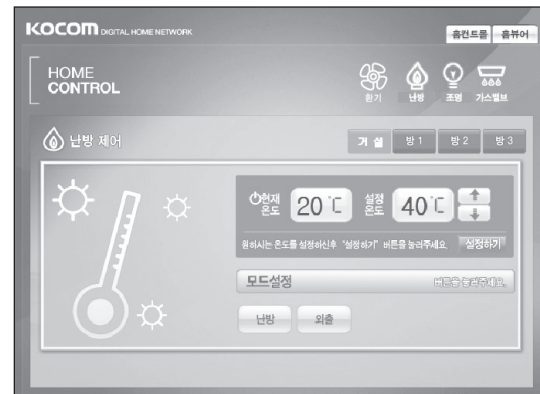 KOCOM DIGITAL HOME NETWORK
홈컨트롤 홈뷰어
HOME
CONTROL
환기 난방 조명 가스밸브
난방 제어
거 실 방 1 방 2 방 3
현재
온도
20℃
설정
온도
40℃
원하시는 온도를 설정하신후 "설정하기" 버튼을 눌러주세요. 설정하기
모드설정 버튼을 눌러주세요.
난방 외출